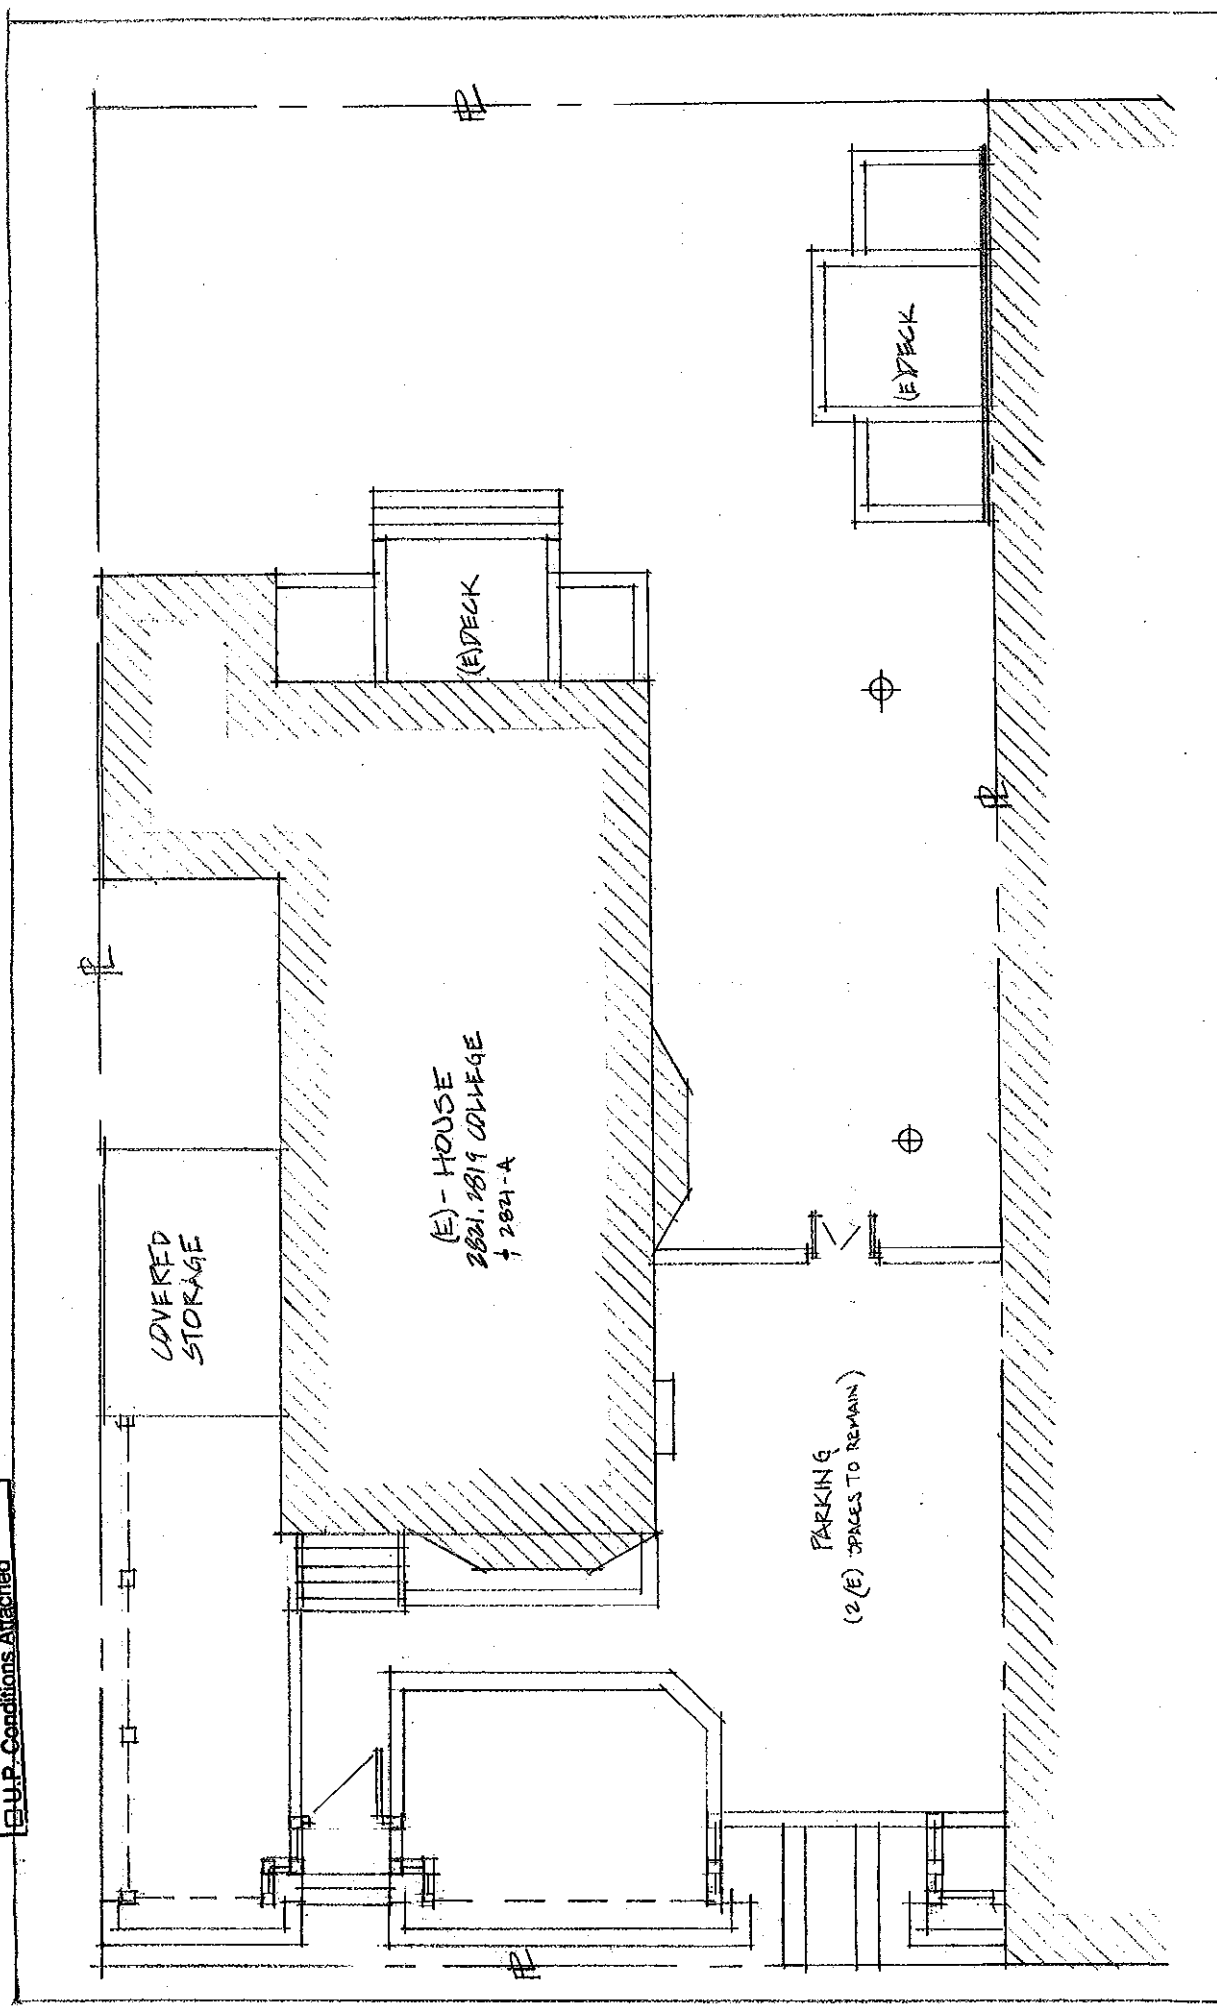 □ U.P. Conditions Attached
PL
(E) DECK
(E) DECK
PL
PL
(E) - HOUSE
2821, 2819 COLLEGE
+ 2821-A
COVERED
STORAGE
PARKING
(2 (E) SPACES TO REMAIN)
PL